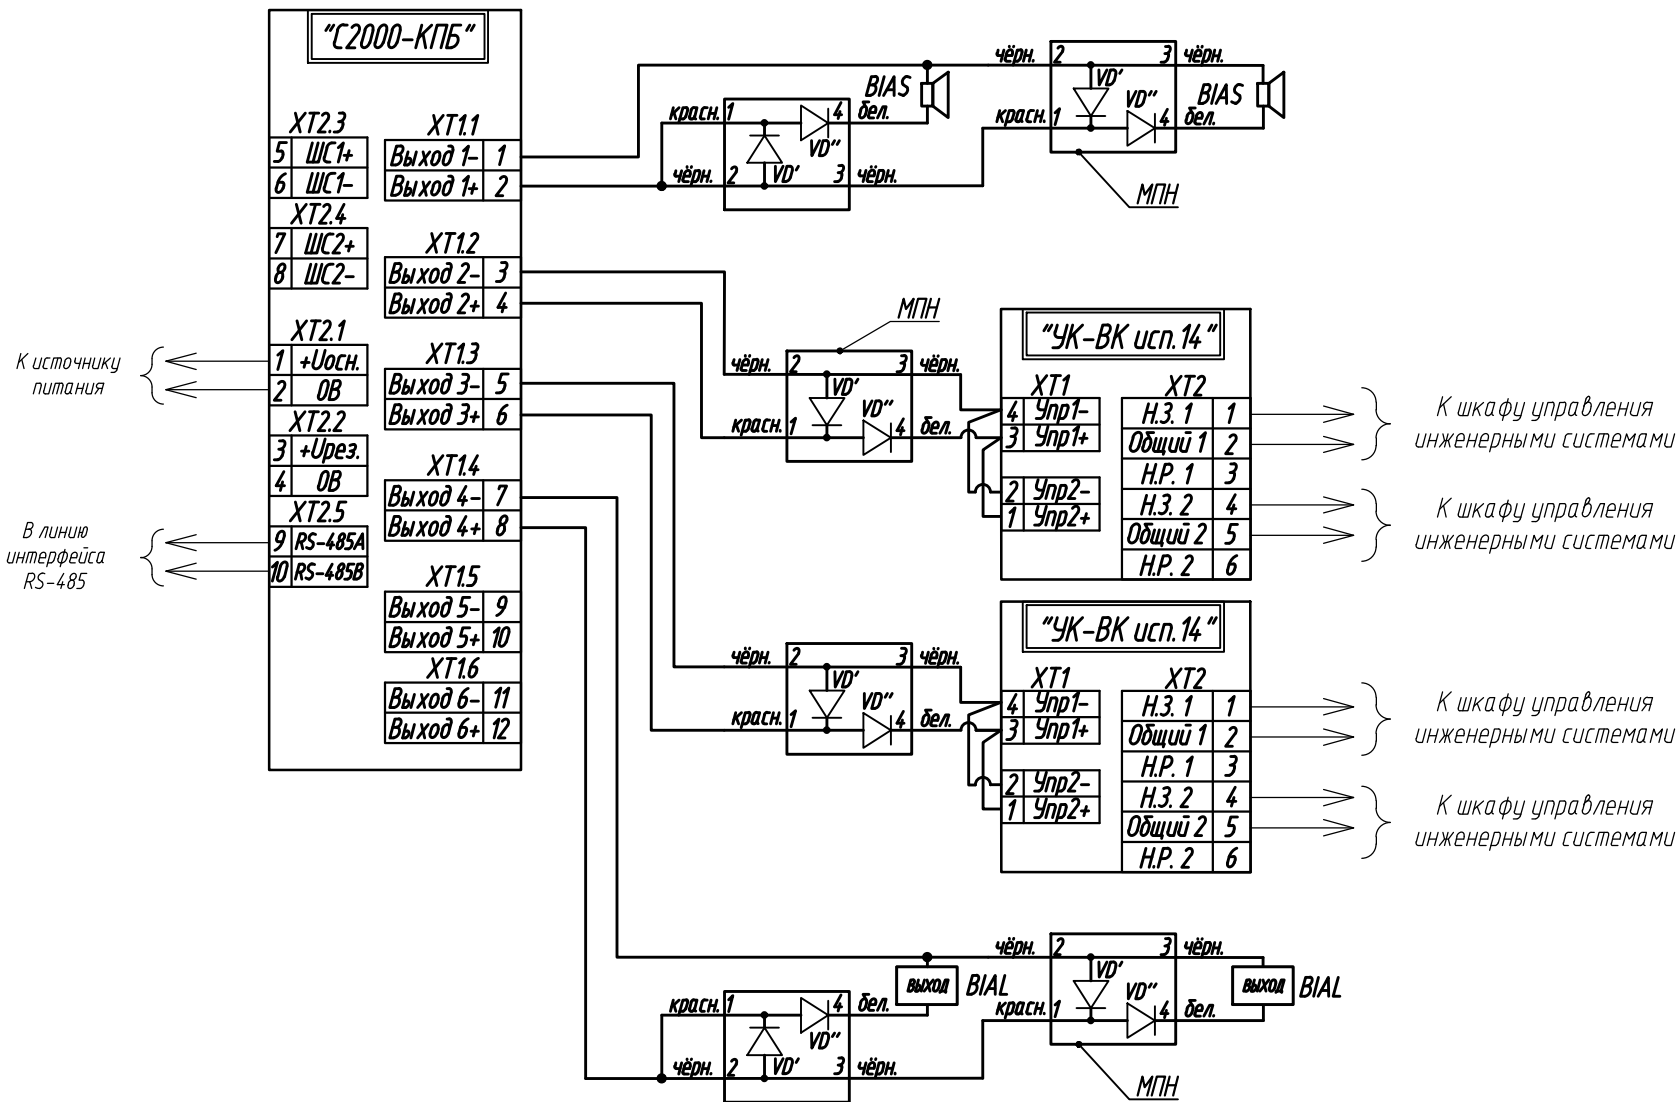 "С2000-КПБ"
XT2.3
5 ШС1+
6 ШС1-
XT2.4
7 ШС2+
8 ШС2-
XT2.1
1 +Uосн.
2 0В
XT2.2
3 +Uрез.
4 0В
XT2.5
9 RS-485A
10 RS-485B
XT1.1
Выход 1- 1
Выход 1+ 2
XT1.2
Выход 2- 3
Выход 2+ 4
XT1.3
Выход 3- 5
Выход 3+ 6
XT1.4
Выход 4- 7
Выход 4+ 8
XT1.5
Выход 5- 9
Выход 5+ 10
XT1.6
Выход 6- 11
Выход 6+ 12
К источнику
питания
В линию
интерфейса
RS-485
красн. 1 4 бел.
VD"
чёрн. 2 VD' 3 чёрн.
BIAS
чёрн. 2 3 чёрн.
VD'
VD"
красн. 1 4 бел.
BIAS
МПН
МПН
чёрн. 2 3 чёрн.
VD'
VD"
красн. 1 4 бел.
"УК-ВК исп.14"
XT1
4 Упр1-
3 Упр1+
2 Упр2-
1 Упр2+
XT2
Н.З. 1 1
Общий 1 2
Н.Р. 1 3
Н.З. 2 4
Общий 2 5
Н.Р. 2 6
К шкафу управления
инженерными системами
К шкафу управления
инженерными системами
чёрн. 2 3 чёрн.
VD'
VD"
красн. 1 4 бел.
"УК-ВК исп.14"
XT1
4 Упр1-
3 Упр1+
2 Упр2-
1 Упр2+
XT2
Н.З. 1 1
Общий 1 2
Н.Р. 1 3
Н.З. 2 4
Общий 2 5
Н.Р. 2 6
К шкафу управления
инженерными системами
К шкафу управления
инженерными системами
красн. 1 4 бел.
VD"
чёрн. 2 VD' 3 чёрн.
выход BIAL
чёрн. 2 3 чёрн.
VD'
VD"
красн. 1 4 бел.
выход BIAL
МПН